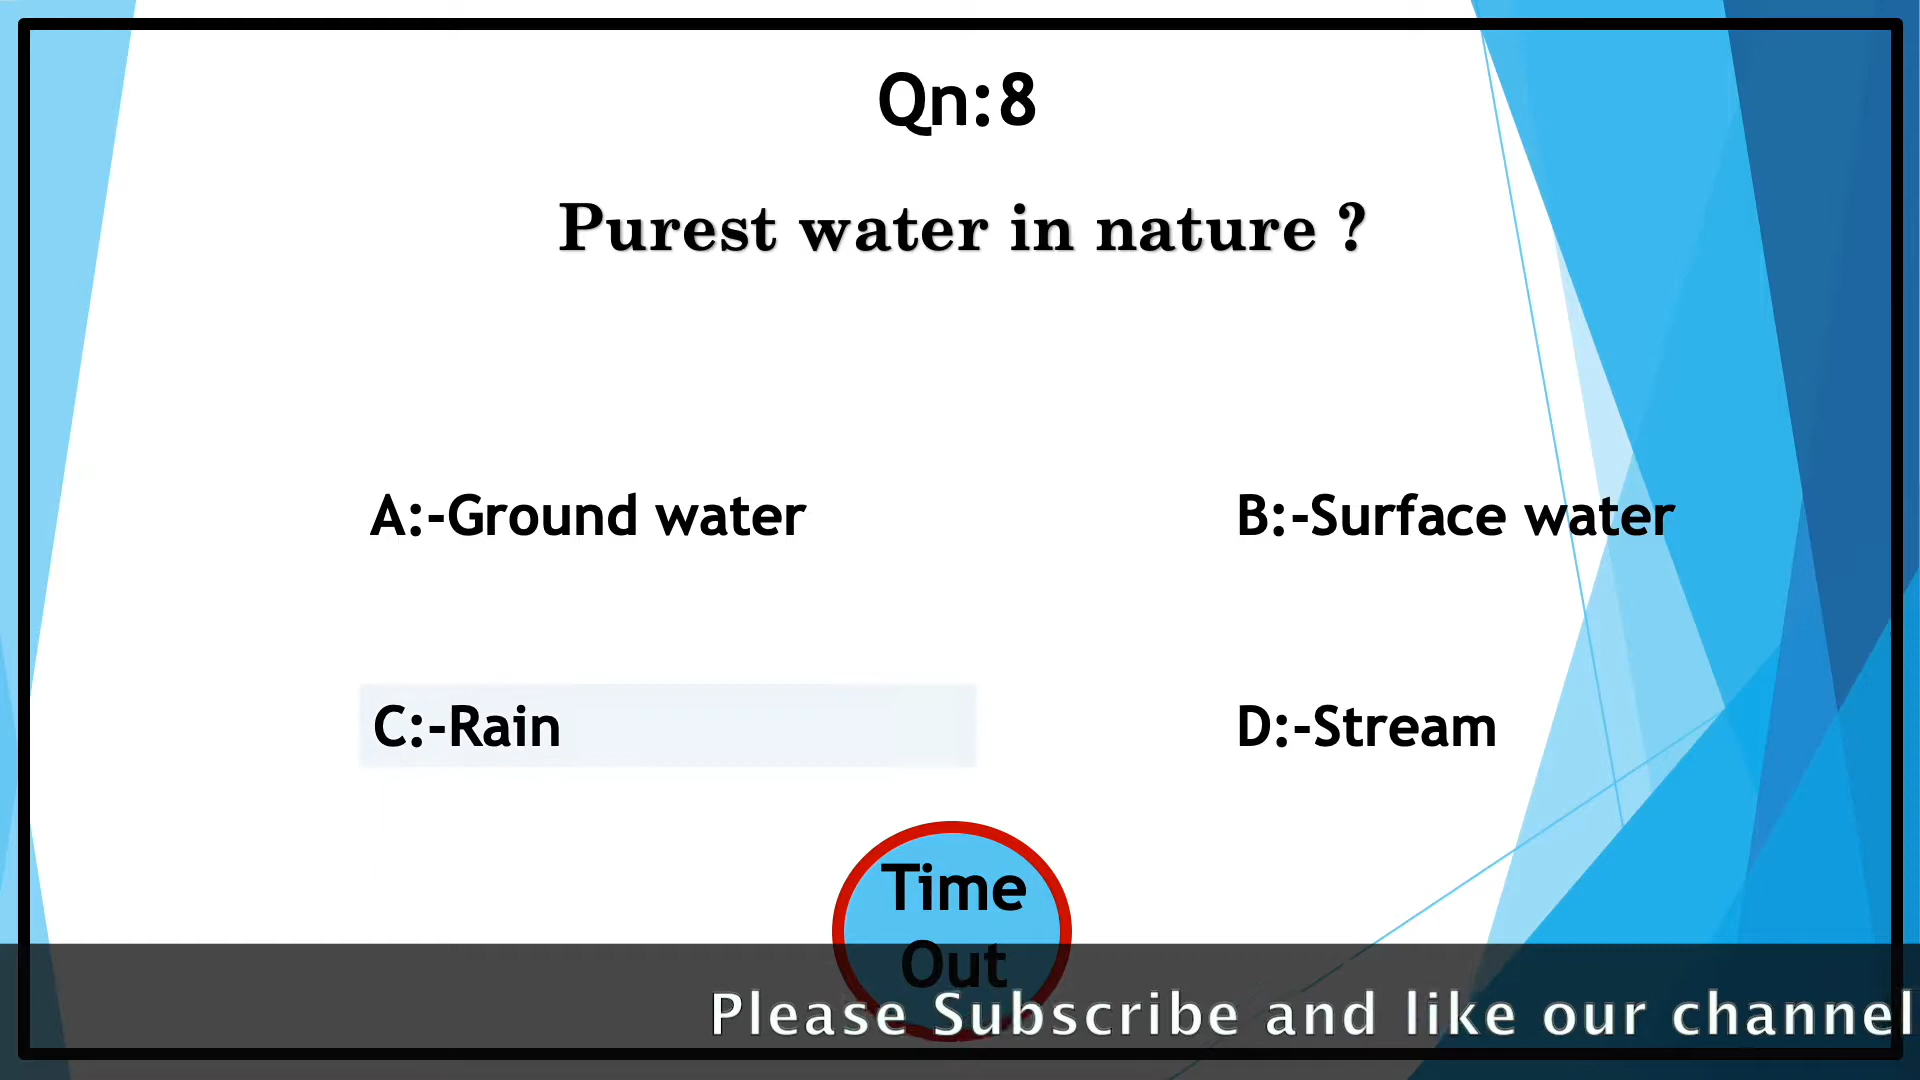 Qn:8
Purest water in nature ?
A:-Ground water
B:-Surface water
C:-Rain
D:-Stream
Time
Out
Please Subscribe and like our channel